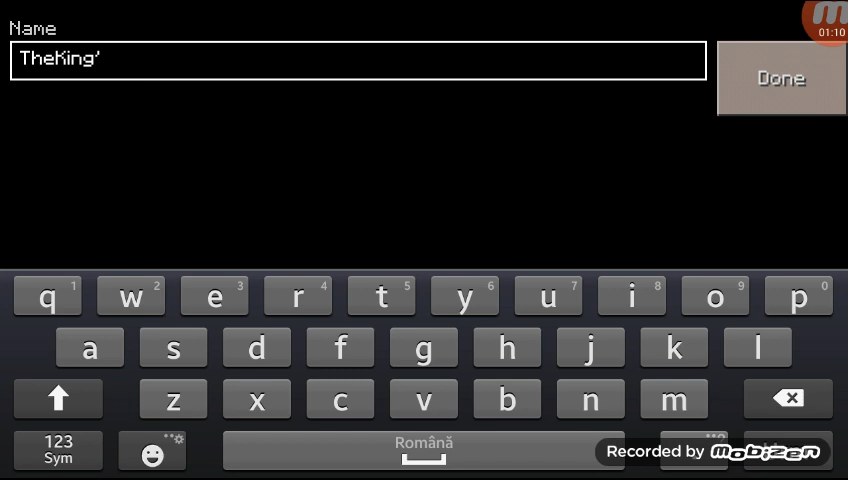 Name
01:10
TheKing'
Done
q 1 w 2 e 3 r 4 t 5 y 6 u 7 i 8 o 9 p 0
a s d f g h j k l
z x c v b n m
123
Sym
Română
Recorded by mobizen